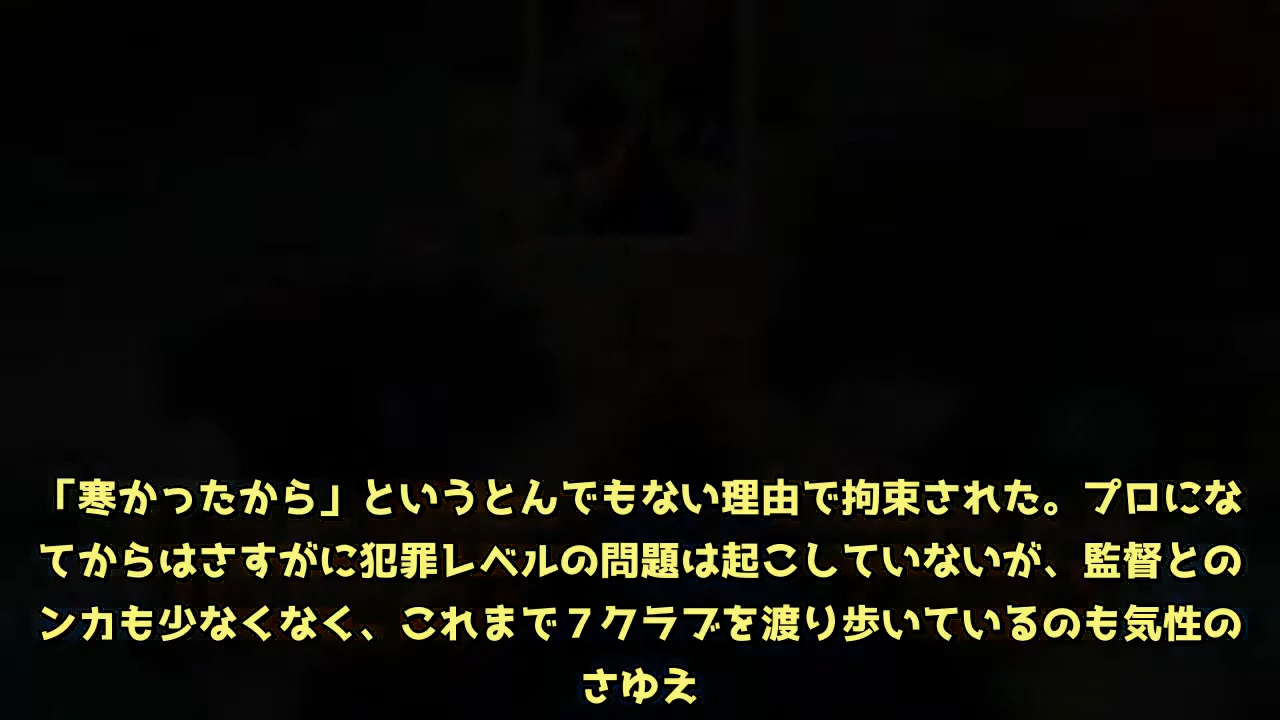 「寒かったから」というとんでもない理由で拘束された。プロにな
てからはさすがに犯罪レベルの問題は起こしていないが、監督との
ンカも少なくなく、これまで７クラブを渡り歩いているのも気性の
さゆえ